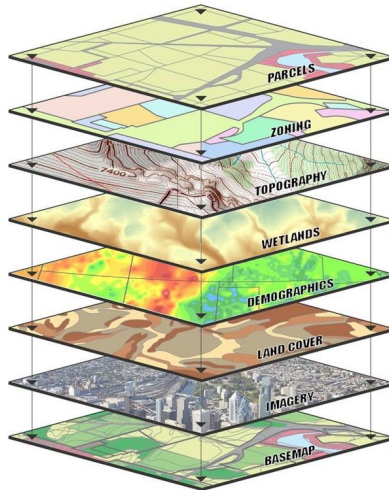 PARCELS
ZONING
TOPOGRAPHY
7400
WETLANDS
DEMOGRAPHICS
LAND COVER
IMAGERY
BASEMAP